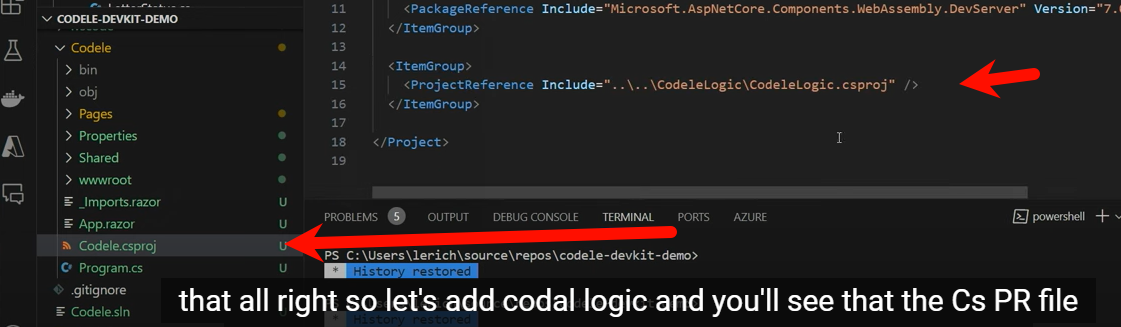 LetterStatus.cs
CODELE-DEVKIT-DEMO
Codele
bin
obj
Pages
Properties
Shared
wwwroot
_Imports.razor U
App.razor U
Codele.csproj U
Program.cs U
.gitignore
Codele.sln U
11 <PackageReference Include="Microsoft.AspNetCore.Components.WebAssembly.DevServer" Version="7.0
12 </ItemGroup>
13
14 <ItemGroup>
15 <ProjectReference Include="..\..\CodeleLogic\CodeleLogic.csproj" />
16 </ItemGroup>
17
18 </Project>
19
PROBLEMS 5 OUTPUT DEBUG CONSOLE TERMINAL PORTS AZURE powershell
PS C:\Users\lerich\source\repos\codele-devkit-demo>
* History restored
that all right so let's add codal logic and you'll see that the Cs PR file
* History restored